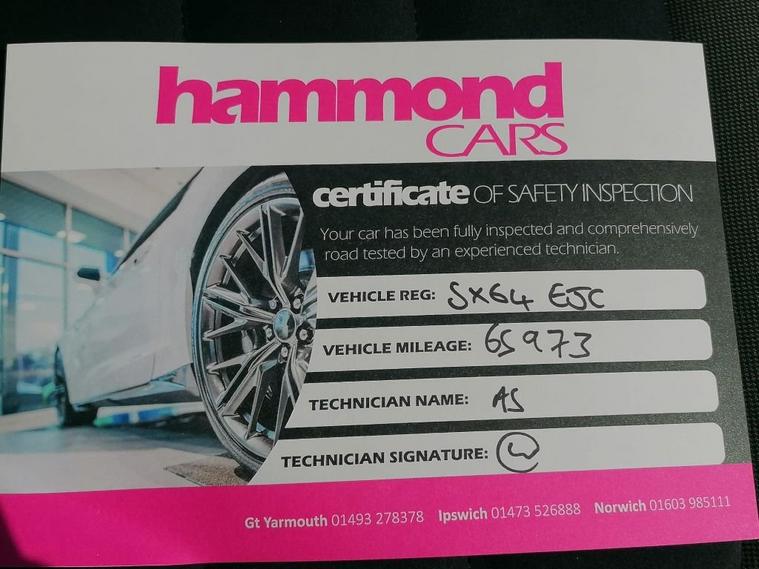 hammond
CARS
certificate OF SAFETY INSPECTION
Your car has been fully inspected and comprehensively
road tested by an experienced technician.
VEHICLE REG: SX64 EJC
VEHICLE MILEAGE: 65973
TECHNICIAN NAME: AS
TECHNICIAN SIGNATURE:
Gt Yarmouth 01493 278378 Ipswich 01473 526888 Norwich 01603 985111